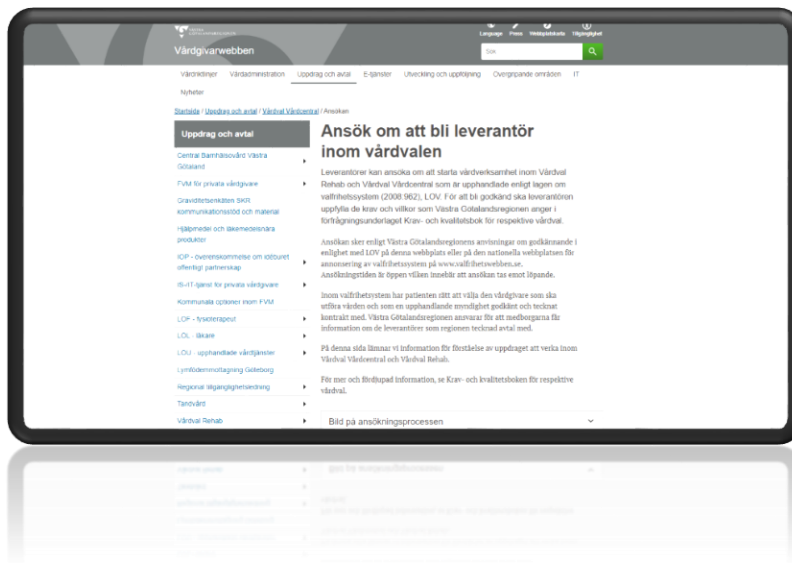 Language Press Webbplatskarta Tillgänglighet
Vårdgivarwebben
Sök
Vårdriktlinjer Vårdadministration Uppdrag och avtal E-tjänster Utveckling och uppföljning Övergripande områden IT
Nyheter
Startsida / Uppdrag och avtal / Vårdval Vårdcentral / Ansökan
Uppdrag och avtal
Central Barnhälsovård Västra
Götaland
FVM för privata vårdgivare
Graviditetsenkäten SKR
kommunikationsstöd och material
Hjälpmedel och läkemedelsnära
produkter
IOP - överenskommelse om idéburet
offentligt partnerskap
IS-/IT-tjänst för privata vårdgivare
Kommunala optioner inom FVM
LOF - fysioterapeut
LOL - läkare
LOU - upphandlade vårdtjänster
Lymfödemmottagning Göteborg
Regional tillgänglighetsledning
Tandvård
Vårdval Rehab
Ansök om att bli leverantör
inom vårdvalen
Leverantörer kan ansöka om att starta vårdverksamhet inom Vårdval
Rehab och Vårdval Vårdcentral som är upphandlade enligt lagen om
valfrihetssystem (2008:962), LOV. För att bli godkänd ska leverantören
uppfylla de krav och villkor som Västra Götalandsregionen anger i
förfrågningsunderlaget Krav- och kvalitetsbok för respektive vårdval.
Ansökan sker enligt Västra Götalandsregionens anvisningar om godkännande i
enlighet med LOV på denna webbplats eller på den nationella webbplatsen för
annonsering av valfrihetssystem på www.valfrihetswebben.se.
Ansökningstiden är öppen vilken innebär att ansökan tas emot löpande.
Inom valfrihetsystem har patienten rätt att välja den vårdgivare som ska
utföra vården och som en upphandlande myndighet godkänt och tecknat
kontrakt med. Västra Götalandsregionen ansvarar för att medborgarna får
information om de leverantörer som regionen tecknad avtal med.
På denna sida lämnar vi information för förståelse av uppdraget att verka inom
Vårdval Vårdcentral och Vårdval Rehab.
För mer och fördjupad information, se Krav- och kvalitetsboken för respektive
vårdval.
Bild på ansökningsprocessen